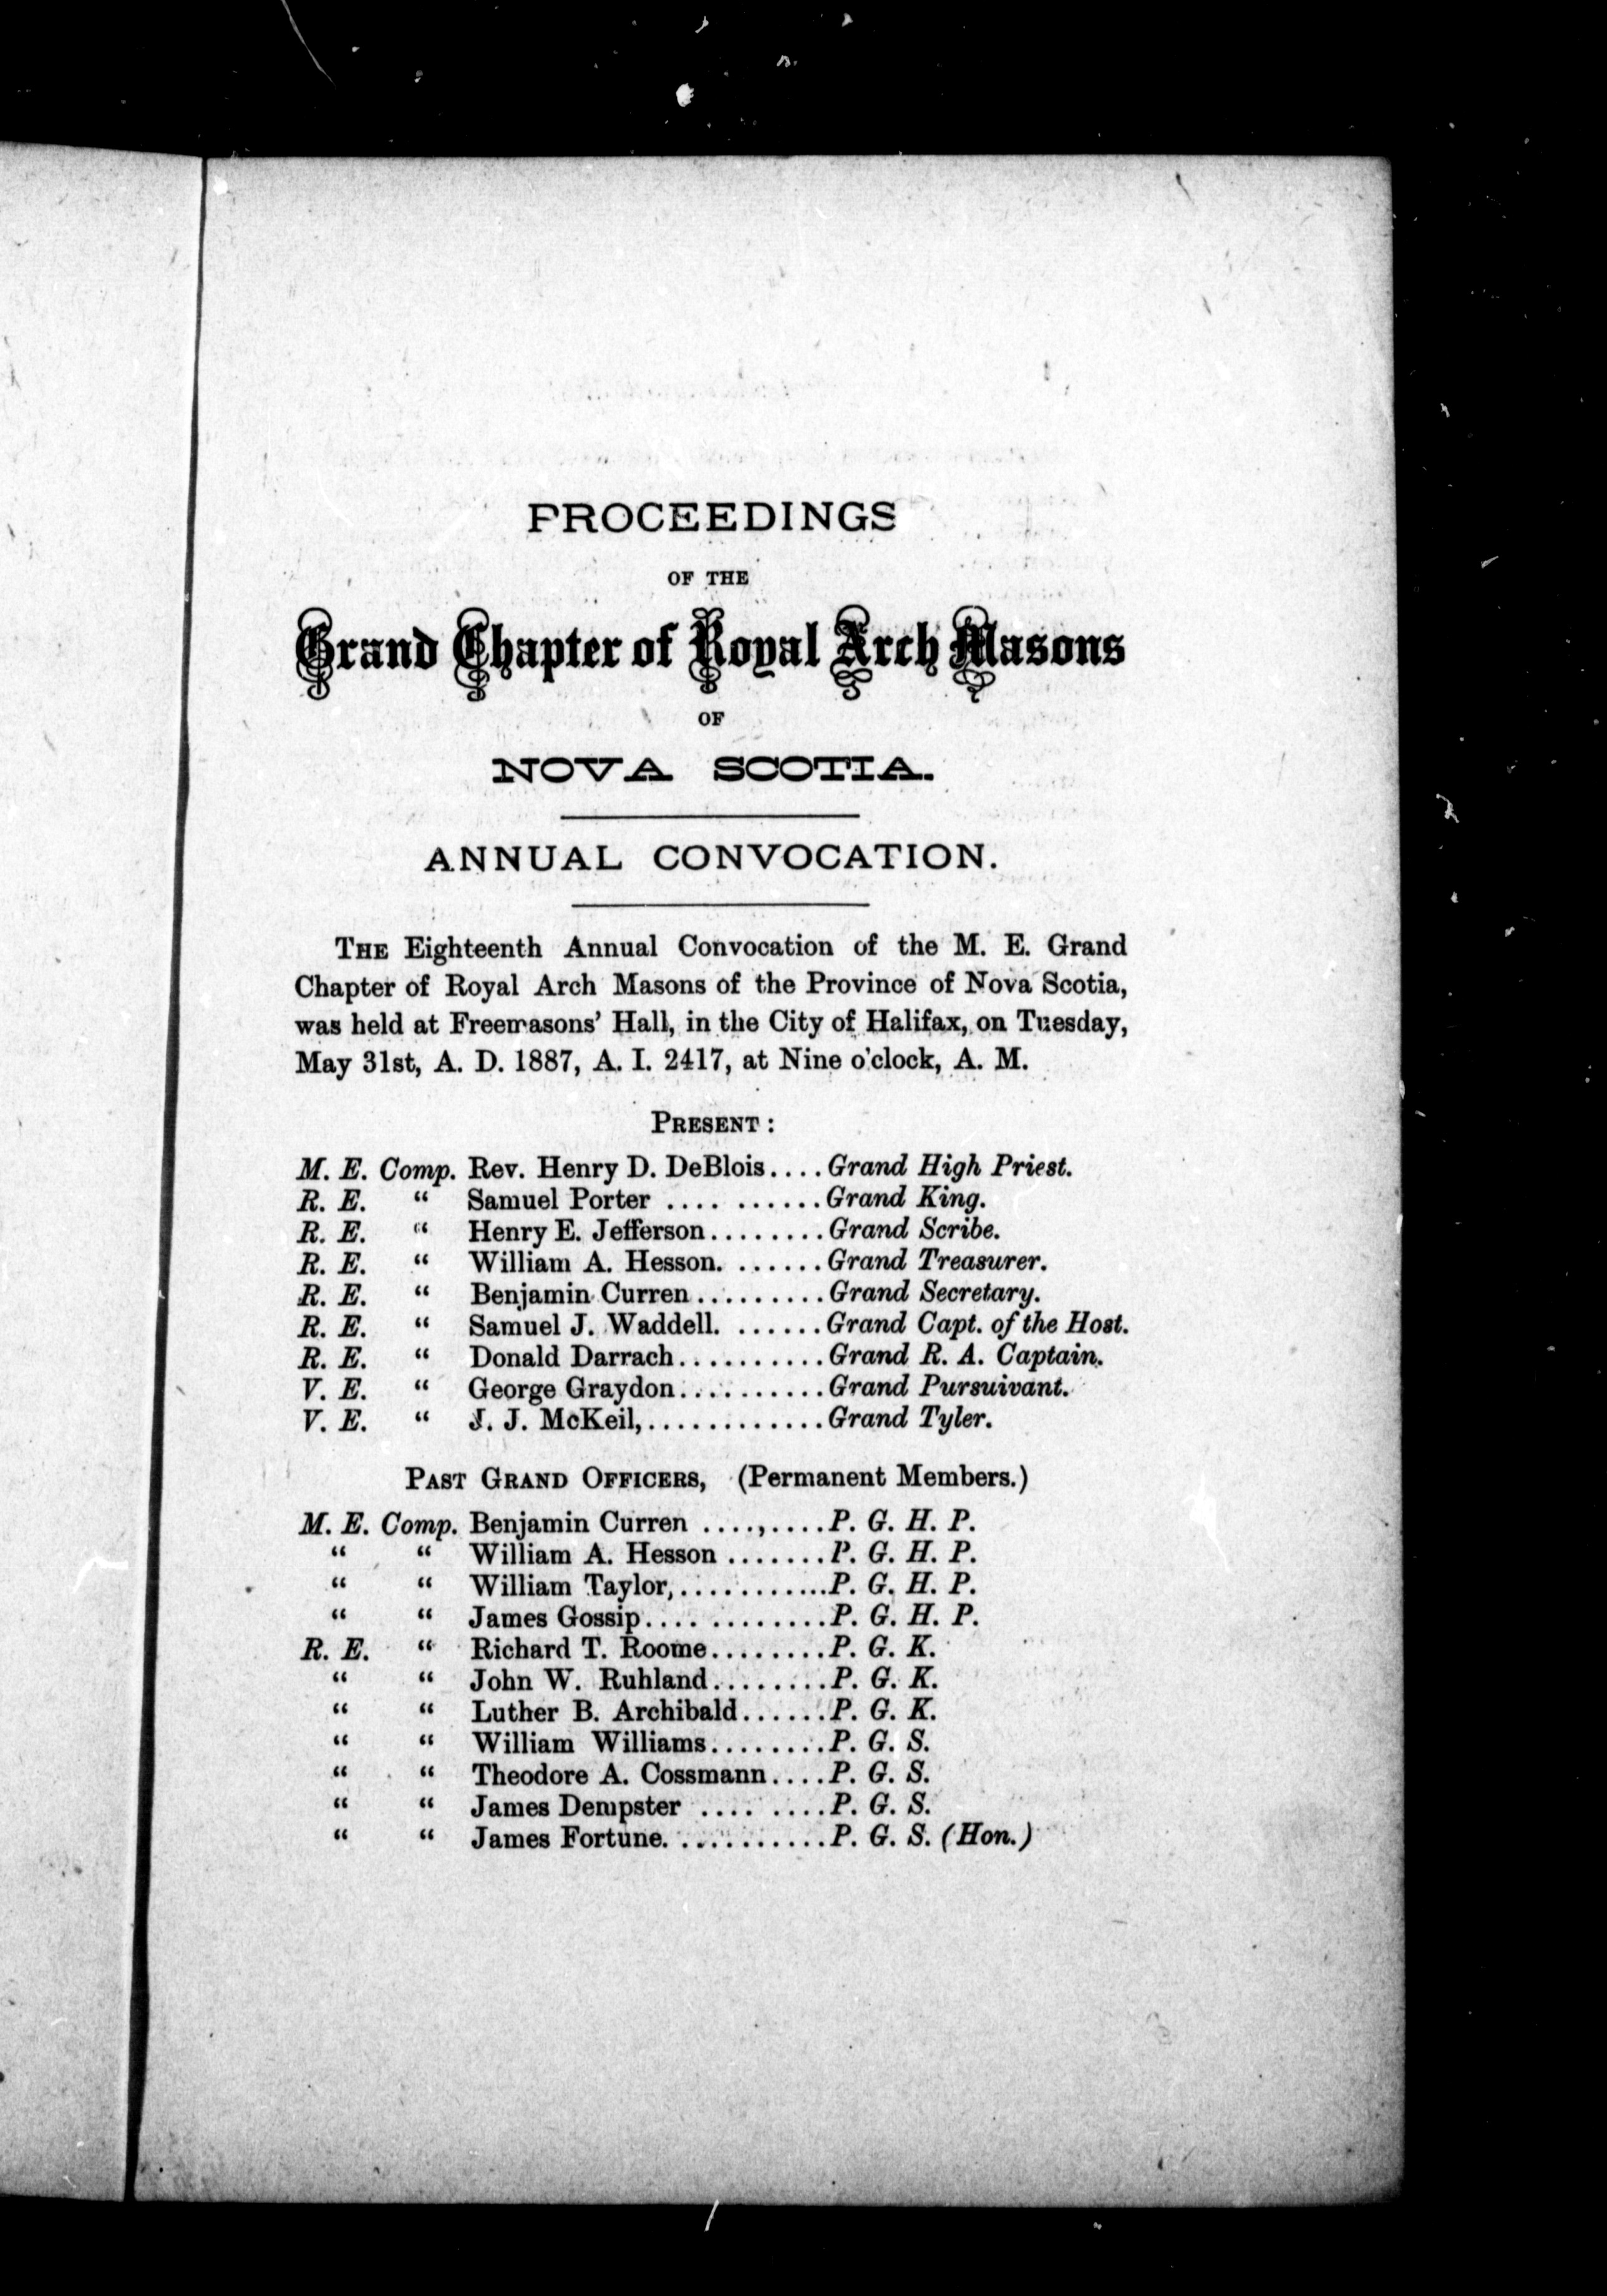 PROCEEDINGS
OF THE
Grand Chapter of Royal Arch Masons
OF
NOVA SCOTIA.
ANNUAL CONVOCATION.
THE Eighteenth Annual Convocation of the M. E. Grand
Chapter of Royal Arch Masons of the Province of Nova Scotia,
was held at Freemasons' Hall, in the City of Halifax, on Tuesday,
May 31st, A. D. 1887, A. I. 2417, at Nine o'clock, A. M.
PRESENT:
M. E. Comp. Rev. Henry D. DeBlois.... Grand High Priest.
R. E. “ Samuel Porter .... ...... Grand King.
R. E. “ Henry E. Jefferson........ Grand Scribe.
R. E. “ William A. Hesson. ...... Grand Treasurer.
R. E. “ Benjamin Curren......... Grand Secretary.
R. E. “ Samuel J. Waddell. ...... Grand Capt. of the Host.
R. E. “ Donald Darrach.......... Grand R. A. Captain.
V. E. “ George Graydon.......... Grand Pursuivant.
V. E. “ J. J. McKeil,............ Grand Tyler.
PAST GRAND OFFICERS, (Permanent Members.)
M. E. Comp. Benjamin Curren ....,....P. G. H. P.
“ “ William A. Hesson .......P. G. H. P.
“ “ William Taylor,...........P. G. H. P.
“ “ James Gossip.... ........P. G. H. P.
R. E. “ Richard T. Roome........P. G. K.
“ “ John W. Ruhland........P. G. K.
“ “ Luther B. Archibald......P. G. K.
“ “ William Williams........P. G. S.
“ “ Theodore A. Cossmann....P. G. S.
“ “ James Dempster .... ....P. G. S.
“ “ James Fortune. ..........P. G. S. (Hon.)